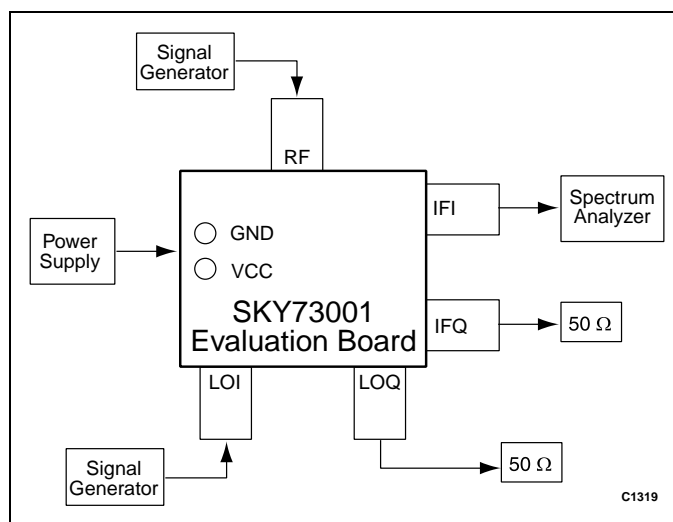 Signal
Generator
RF
IFI
Spectrum
Analyzer
Power
Supply
GND
VCC
SKY73001
Evaluation Board
IFQ
50 Ω
LOI
LOQ
Signal
Generator
50 Ω
C1319